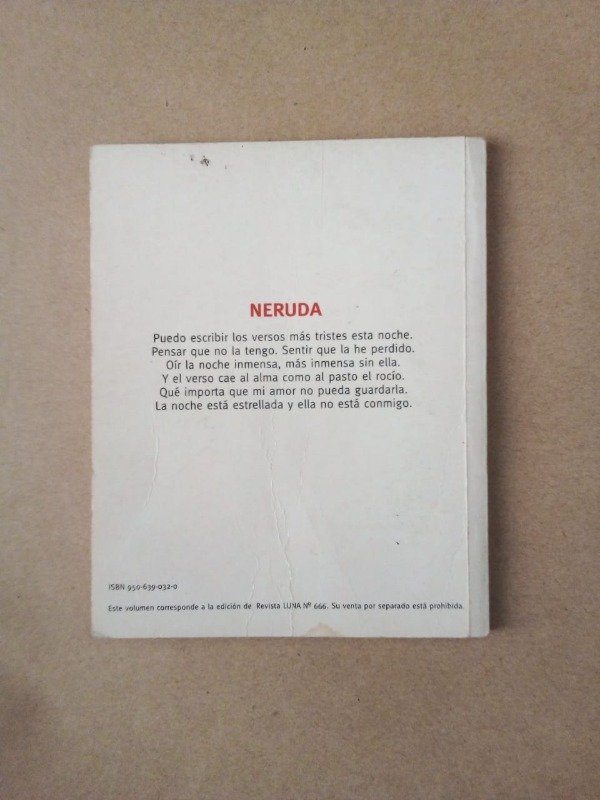 NERUDA
Puedo escribir los versos más tristes esta noche.
Pensar que no la tengo. Sentir que la he perdido.
Oír la noche inmensa, más inmensa sin ella.
Y el verso cae al alma como al pasto el rocío.
Qué importa que mi amor no pueda guardarla.
La noche está estrellada y ella no está conmigo.
ISBN 950-639-032-0
Este volumen corresponde a la edición de Revista LUNA Nº 666. Su venta por separado está prohibida.